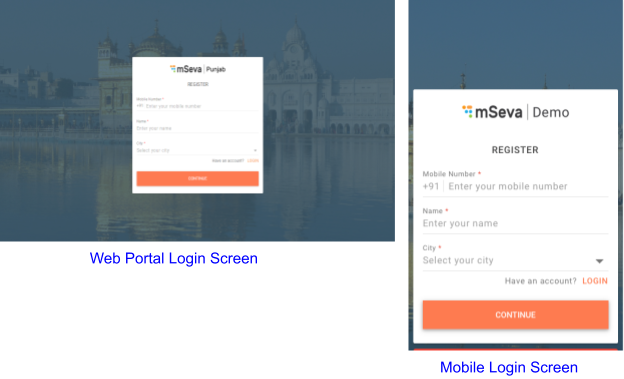 mSeva | Punjab
REGISTER
Mobile Number *
+91 Enter your mobile number
Name *
Enter your name
City *
Select your city
Have an account? LOGIN
CONTINUE
Web Portal Login Screen
mSeva | Demo
REGISTER
Mobile Number *
+91 | Enter your mobile number
Name *
Enter your name
City *
Select your city
Have an account? LOGIN
CONTINUE
Mobile Login Screen